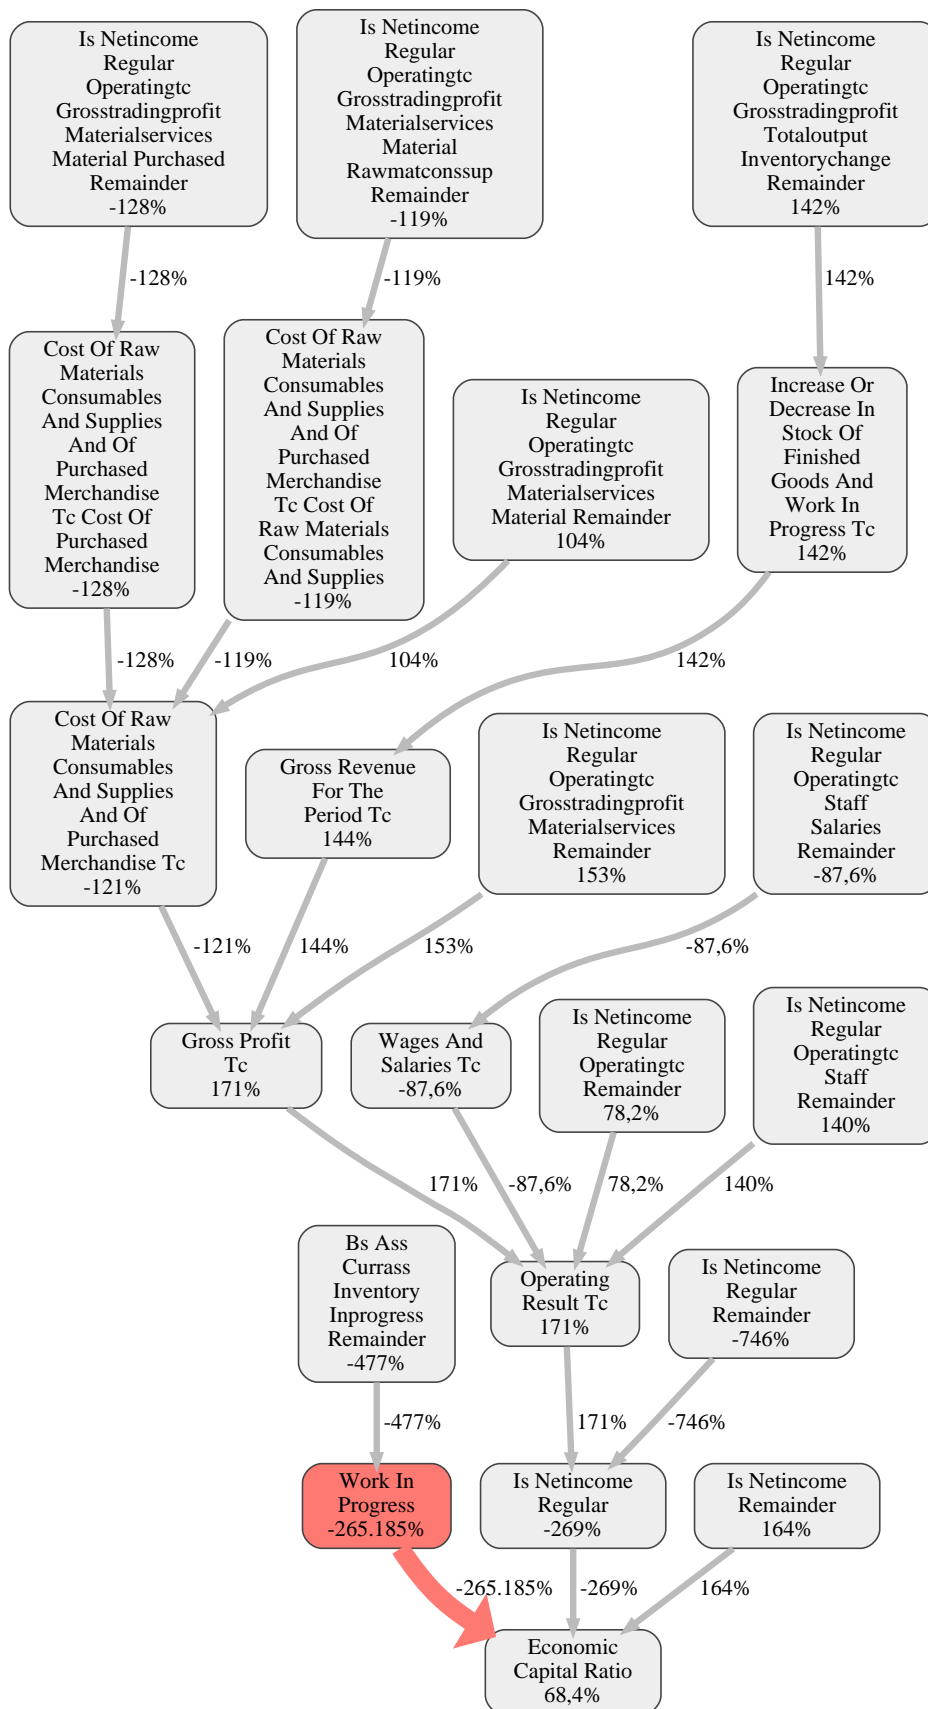 Is Netincome
Regular
Operatingtc
Grosstradingprofit
Materialservices
Material Purchased
Remainder
-128%
Is Netincome
Regular
Operatingtc
Grosstradingprofit
Materialservices
Material
Rawmatconssup
Remainder
-119%
Is Netincome
Regular
Operatingtc
Grosstradingprofit
Totaloutput
Inventorychange
Remainder
142%
-128%
-119%
142%
Cost Of Raw
Materials
Consumables
And Supplies
And Of
Purchased
Merchandise
Tc Cost Of
Purchased
Merchandise
-128%
Cost Of Raw
Materials
Consumables
And Supplies
And Of
Purchased
Merchandise
Tc Cost Of
Raw Materials
Consumables
And Supplies
-119%
Is Netincome
Regular
Operatingtc
Grosstradingprofit
Materialservices
Material Remainder
104%
Increase Or
Decrease In
Stock Of
Finished
Goods And
Work In
Progress Tc
142%
-128%
-119%
104%
142%
Cost Of Raw
Materials
Consumables
And Supplies
And Of
Purchased
Merchandise Tc
-121%
Gross Revenue
For The
Period Tc
144%
Is Netincome
Regular
Operatingtc
Grosstradingprofit
Materialservices
Remainder
153%
Is Netincome
Regular
Operatingtc
Staff
Salaries
Remainder
-87,6%
-121%
144%
153%
-87,6%
Gross Profit
Tc
171%
Wages And
Salaries Tc
-87,6%
Is Netincome
Regular
Operatingtc
Remainder
78,2%
Is Netincome
Regular
Operatingtc
Staff
Remainder
140%
171%
-87,6%
78,2%
140%
Bs Ass
Currass
Inventory
Inprogress
Remainder
-477%
Operating
Result Tc
171%
Is Netincome
Regular
Remainder
-746%
-477%
171%
-746%
Work In
Progress
-265.185%
Is Netincome
Regular
-269%
Is Netincome
Remainder
164%
-265.185%
-269%
164%
Economic
Capital Ratio
68,4%